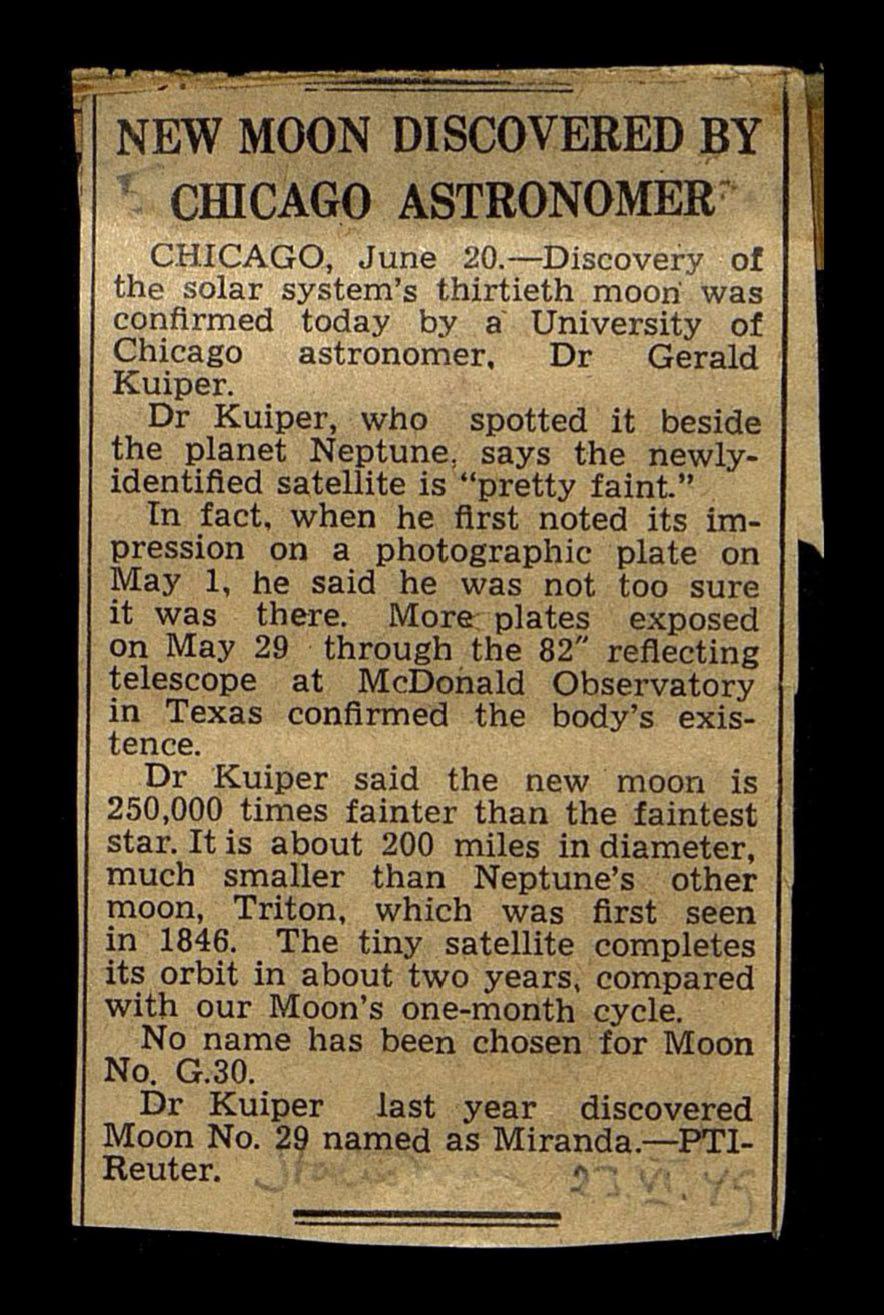 NEW MOON DISCOVERED BY
CHICAGO ASTRONOMER
CHICAGO, June 20.—Discovery of
the solar system's thirtieth moon was
confirmed today by a University of
Chicago astronomer, Dr Gerald
Kuiper.
Dr Kuiper, who spotted it beside
the planet Neptune, says the newly-
identified satellite is "pretty faint."
In fact, when he first noted its im-
pression on a photographic plate on
May 1, he said he was not too sure
it was there. More plates exposed
on May 29 through the 82″ reflecting
telescope at McDonald Observatory
in Texas confirmed the body's exis-
tence.
Dr Kuiper said the new moon is
250,000 times fainter than the faintest
star. It is about 200 miles in diameter,
much smaller than Neptune's other
moon, Triton, which was first seen
in 1846. The tiny satellite completes
its orbit in about two years, compared
with our Moon's one-month cycle.
No name has been chosen for Moon
No. G.30.
Dr Kuiper last year discovered
Moon No. 29 named as Miranda.—PTI-
Reuter.
23.VI.49